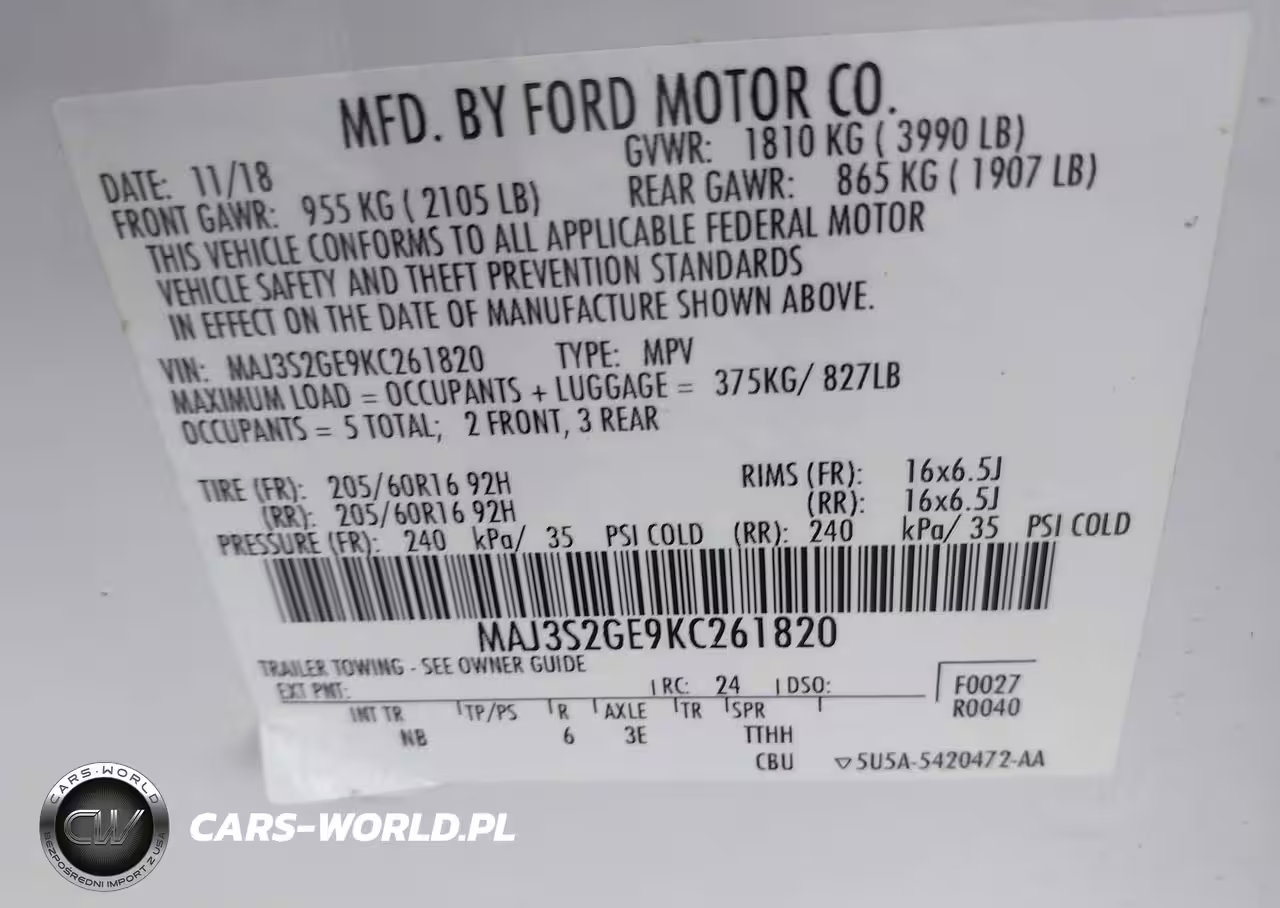 MFD. BY FORD MOTOR CO.
DATE: 11/18 GVWR: 1810 KG ( 3990 LB)
FRONT GAWR: 955 KG ( 2105 LB) REAR GAWR: 865 KG ( 1907 LB)
THIS VEHICLE CONFORMS TO ALL APPLICABLE FEDERAL MOTOR
VEHICLE SAFETY AND THEFT PREVENTION STANDARDS
IN EFFECT ON THE DATE OF MANUFACTURE SHOWN ABOVE.
VIN: MAJ3S2GE9KC261820 TYPE: MPV
MAXIMUM LOAD = OCCUPANTS + LUGGAGE = 375KG/ 827LB
OCCUPANTS = 5 TOTAL; 2 FRONT, 3 REAR
TIRE (FR): 205/60R16 92H RIMS (FR): 16x6.5J
(RR): 205/60R16 92H (RR): 16x6.5J
PRESSURE (FR): 240 kPa/ 35 PSI COLD (RR): 240 kPa/ 35 PSI COLD
MAJ3S2GE9KC261820
TRAILER TOWING - SEE OWNER GUIDE
EXT PNT: RC: 24 DSO: F0027
INT TR TP/PS R AXLE TR SPR R0040
NB 6 3E TTHH
CBU ▽5U5A-5420472-AA
CARS-WORLD
CW
BEZPOŚREDNI IMPORT Z USA
CARS-WORLD.PL